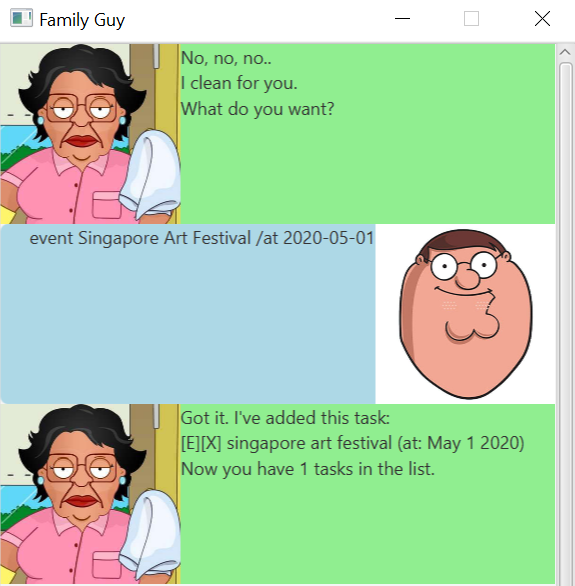 Family Guy
No, no, no..
I clean for you.
What do you want?
event Singapore Art Festival /at 2020-05-01
Got it. I've added this task:
[E][X] singapore art festival (at: May 1 2020)
Now you have 1 tasks in the list.